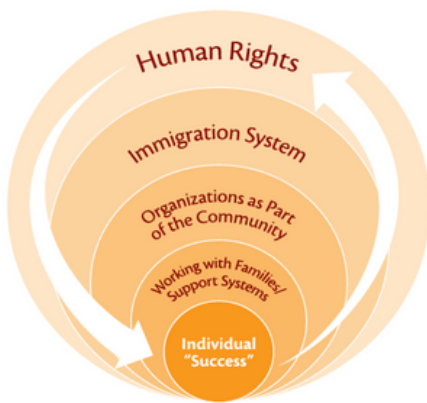 Human Rights
Immigration System
Organizations as Part
of the Community
Working with Families/
Support Systems
Individual
“Success”